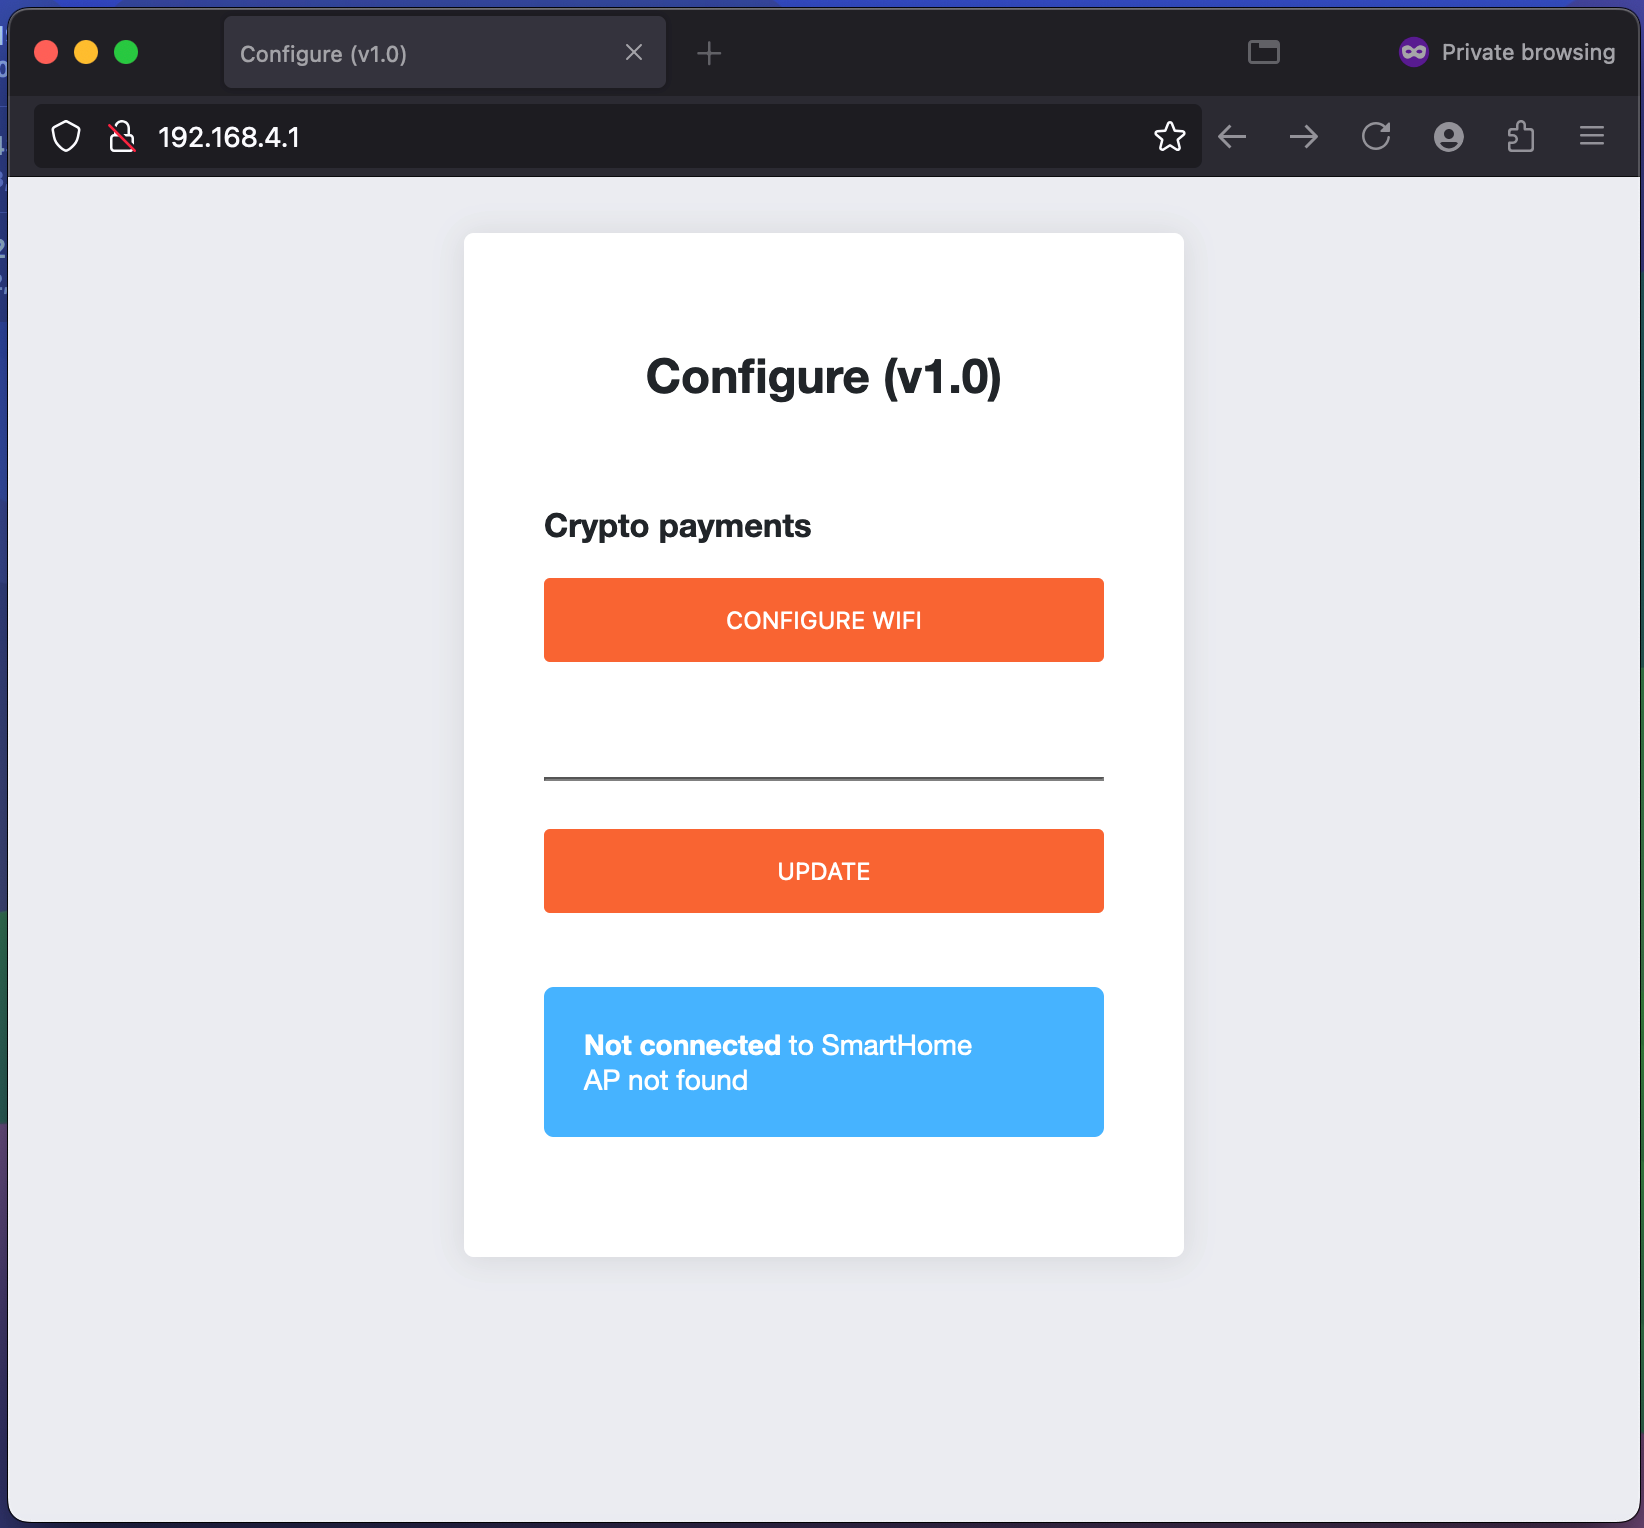 Configure (v1.0)
Private browsing
192.168.4.1
Configure (v1.0)
Crypto payments
CONFIGURE WIFI
UPDATE
Not connected to SmartHome
AP not found